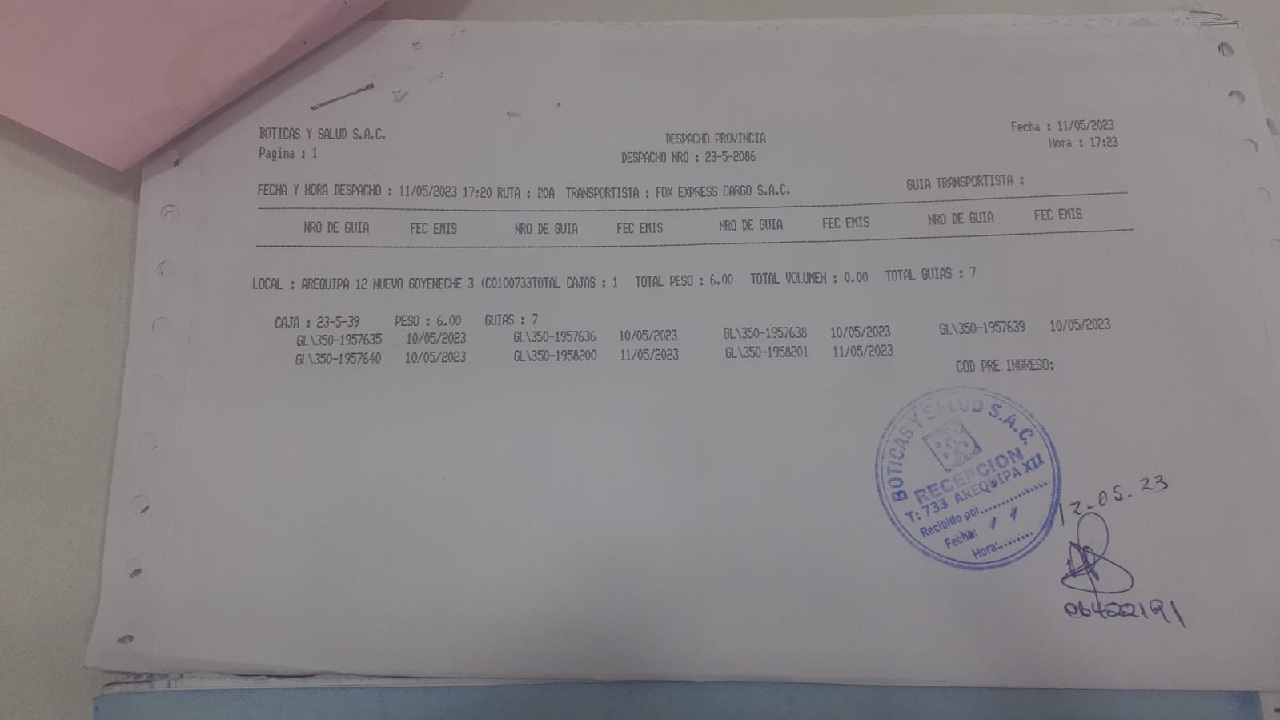 BOTICAS Y SALUD S.A.C.
Pagina : 1
DESPACHO PROVINCIA
DESPACHO NRO : 23-5-2086
Fecha : 11/05/2023
Hora : 17:23
FECHA Y HORA DESPACHO : 11/05/2023 17:20 RUTA : 20A TRANSPORTISTA : FOX EXPRESS CARGO S.A.C. GUIA TRANSPORTISTA :
NRO DE GUIA FEC EMIS NRO DE GUIA FEC EMIS NRO DE GUIA FEC EMIS NRO DE GUIA FEC EMIS
LOCAL : AREQUIPA 12 NUEVO GOYENECHE 3 (C0100733TOTAL CAJAS : 1 TOTAL PESO : 6.00 TOTAL VOLUMEN : 0.00 TOTAL GUIAS : 7
CAJA : 23-5-39 PESO : 6.00 GUIAS : 7
GL\350-1957635 10/05/2023 GL\350-1957636 10/05/2023 GL\350-1957638 10/05/2023 GL\350-1957639 10/05/2023
GL\350-1957640 10/05/2023 GL\350-1958200 11/05/2023 GL\350-1958201 11/05/2023
COD PRE INGRESO:
BOTICAS Y SALUD S.A.C.
RECEPCION
T: 733 AREQUIPA XII
Recibido por:
Fecha:
Hora:
12.05.23